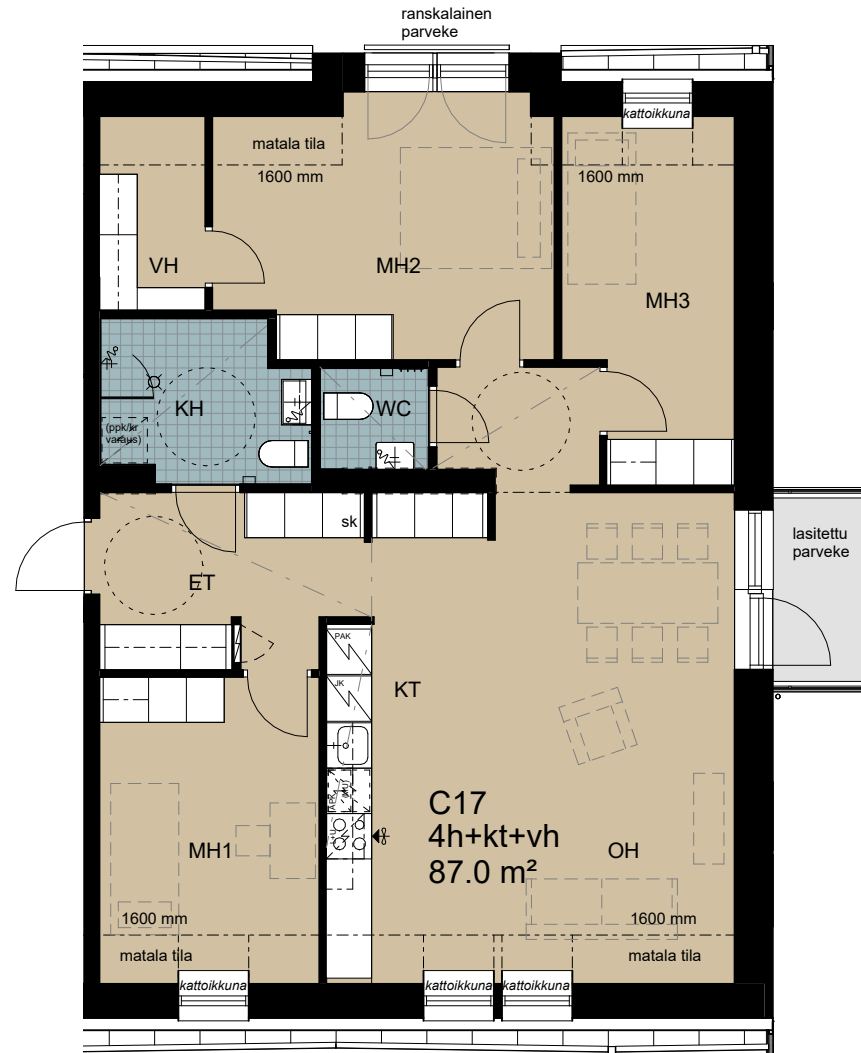 ranskalainen
parveke
kattoikkuna
matala tila
1600 mm
1600 mm
VH
MH2
MH3
KH
WC
(ppk/kr
varaus)
sk
lasitettu
parveke
ET
PAK
JK
KT
APK
(MU)
L+U
C17
4h+kt+vh
87.0 m²
MH1
OH
1600 mm
1600 mm
matala tila
matala tila
kattoikkuna
kattoikkuna
kattoikkuna